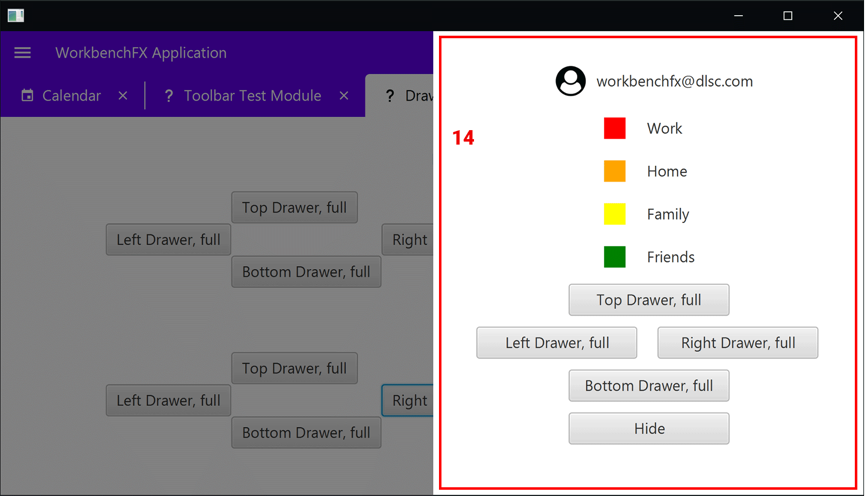 WorkbenchFX Application
Calendar
Toolbar Test Module
? Draw
Top Drawer, full
Left Drawer, full
Right
Bottom Drawer, full
Top Drawer, full
Left Drawer, full
Right
Bottom Drawer, full
14
workbenchfx@dlsc.com
Work
Home
Family
Friends
Top Drawer, full
Left Drawer, full
Right Drawer, full
Bottom Drawer, full
Hide